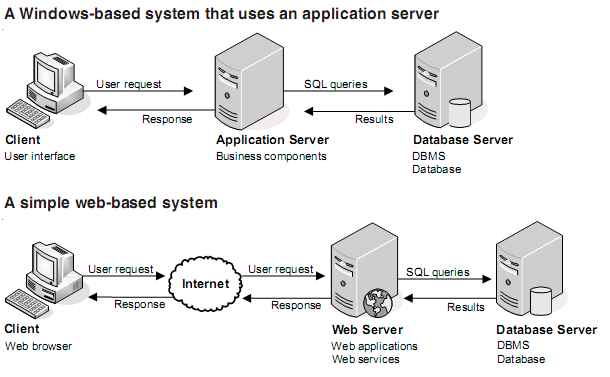 A Windows-based system that uses an application server
User request
SQL queries
Response
Results
Client
Application Server
Database Server
User interface
Business components
DBMS
Database
A simple web-based system
User request
Internet
User request
SQL queries
Response
Response
Results
Client
Web Server
Database Server
Web browser
Web applications
DBMS
Web services
Database